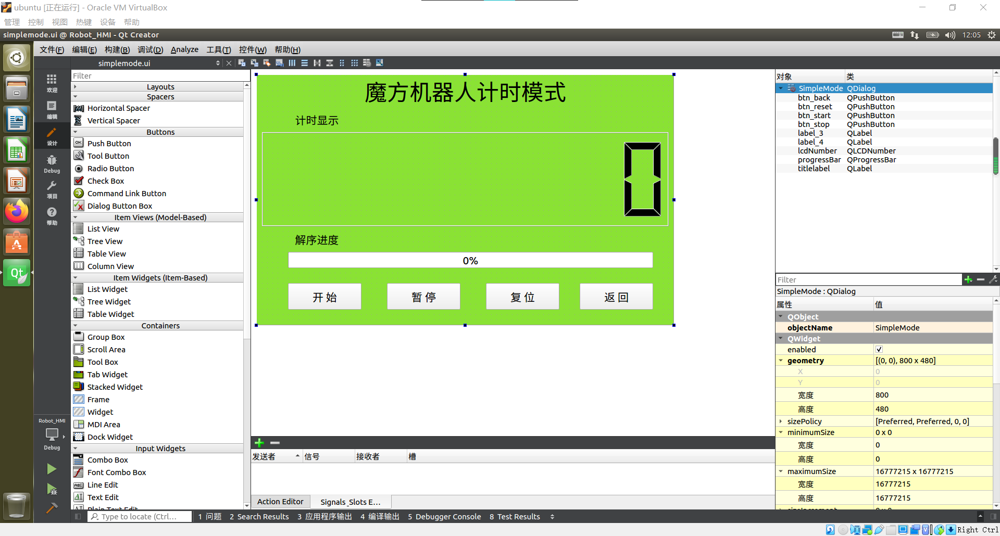 ubuntu [正在运行] - Oracle VM VirtualBox
管理 控制 视图 热键 设备 帮助
simplemode.ui @ Robot_HMI - Qt Creator
12:05
文件(F) 编辑(E) 构建(B) 调试(D) Analyze 工具(T) 控件(W) 帮助(H)
simplemode.ui
欢迎
编辑
设计
Debug
项目
帮助
Robot_HMI
Debug
Filter
Layouts
Spacers
Horizontal Spacer
Vertical Spacer
Buttons
Push Button
Tool Button
Radio Button
Check Box
Command Link Button
Dialog Button Box
Item Views (Model-Based)
List View
Tree View
Table View
Column View
Item Widgets (Item-Based)
List Widget
Tree Widget
Table Widget
Containers
Group Box
Scroll Area
Tool Box
Tab Widget
Stacked Widget
Frame
Widget
MDI Area
Dock Widget
Input Widgets
Combo Box
Font Combo Box
Line Edit
Text Edit
Plain Text Edit
魔方机器人计时模式
计时显示
0
解序进度
0%
开 始 暂 停 复 位 返 回
发送者 信号 接收者 槽
Action Editor Signals_Slots E...
对象 类
SimpleMode QDialog
btn_back QPushButton
btn_reset QPushButton
btn_start QPushButton
btn_stop QPushButton
label_3 QLabel
label_4 QLabel
lcdNumber QLCDNumber
progressBar QProgressBar
titlelabel QLabel
Filter
SimpleMode : QDialog
属性 值
QObject
objectName SimpleMode
QWidget
enabled
geometry [(0, 0), 800 x 480]
X 0
Y 0
宽度 800
高度 480
sizePolicy [Preferred, Preferred, 0, 0]
minimumSize 0 x 0
宽度 0
高度 0
maximumSize 16777215 x 16777215
宽度 16777215
高度 16777215
sizeIncrement 0 x 0
Type to locate (Ctrl... 1 问题 2 Search Results 3 应用程序输出 4 编译输出 5 Debugger Console 8 Test Results
Right Ctrl